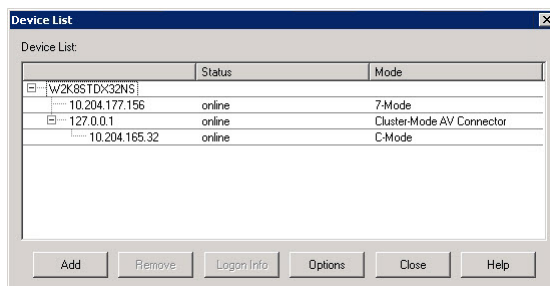 Device List
Device List:
Status Mode
W2K8STDX32NS
10.204.177.156 online 7-Mode
127.0.0.1 online Cluster-Mode AV Connector
10.204.165.32 online C-Mode
Add Remove Logon Info Options Close Help